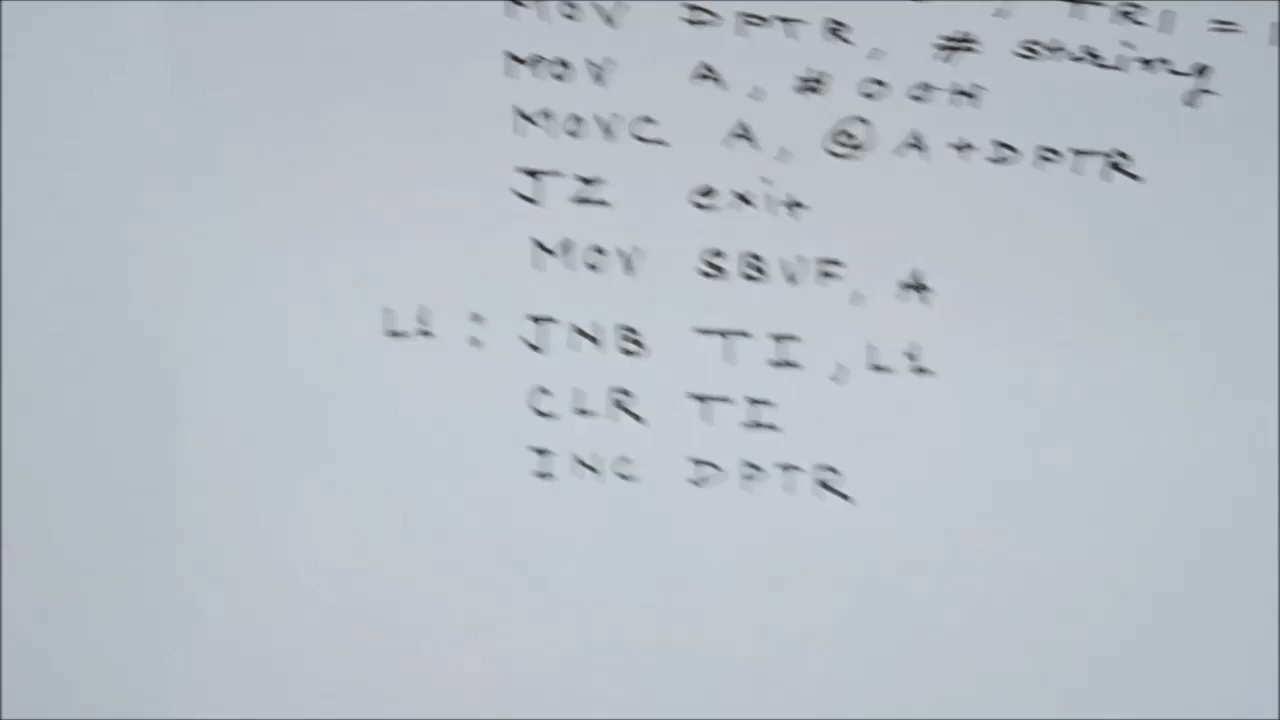 ; TR1 =
MOV DPTR, # string
MOV A, # 00H
MOVC A, @ A+DPTR
JZ exit
MOV SBUF, A
L1 : JNB TI, L1
CLR TI
INC DPTR